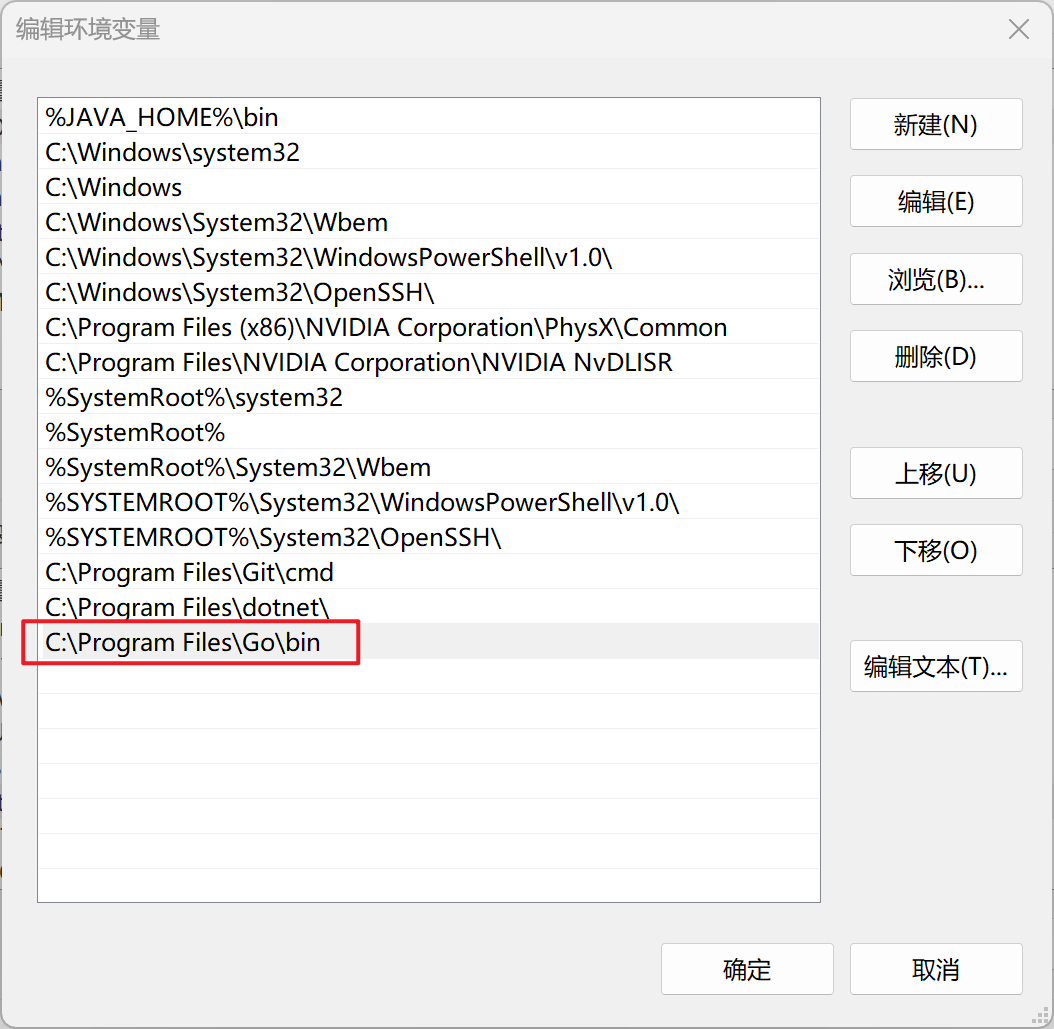 编辑环境变量
%JAVA_HOME%\bin
C:\Windows\system32
C:\Windows
C:\Windows\System32\Wbem
C:\Windows\System32\WindowsPowerShell\v1.0\
C:\Windows\System32\OpenSSH\
C:\Program Files (x86)\NVIDIA Corporation\PhysX\Common
C:\Program Files\NVIDIA Corporation\NVIDIA NvDLISR
%SystemRoot%\system32
%SystemRoot%
%SystemRoot%\System32\Wbem
%SYSTEMROOT%\System32\WindowsPowerShell\v1.0\
%SYSTEMROOT%\System32\OpenSSH\
C:\Program Files\Git\cmd
C:\Program Files\dotnet\
C:\Program Files\Go\bin
新建(N)
编辑(E)
浏览(B)...
删除(D)
上移(U)
下移(O)
编辑文本(T)...
确定
取消